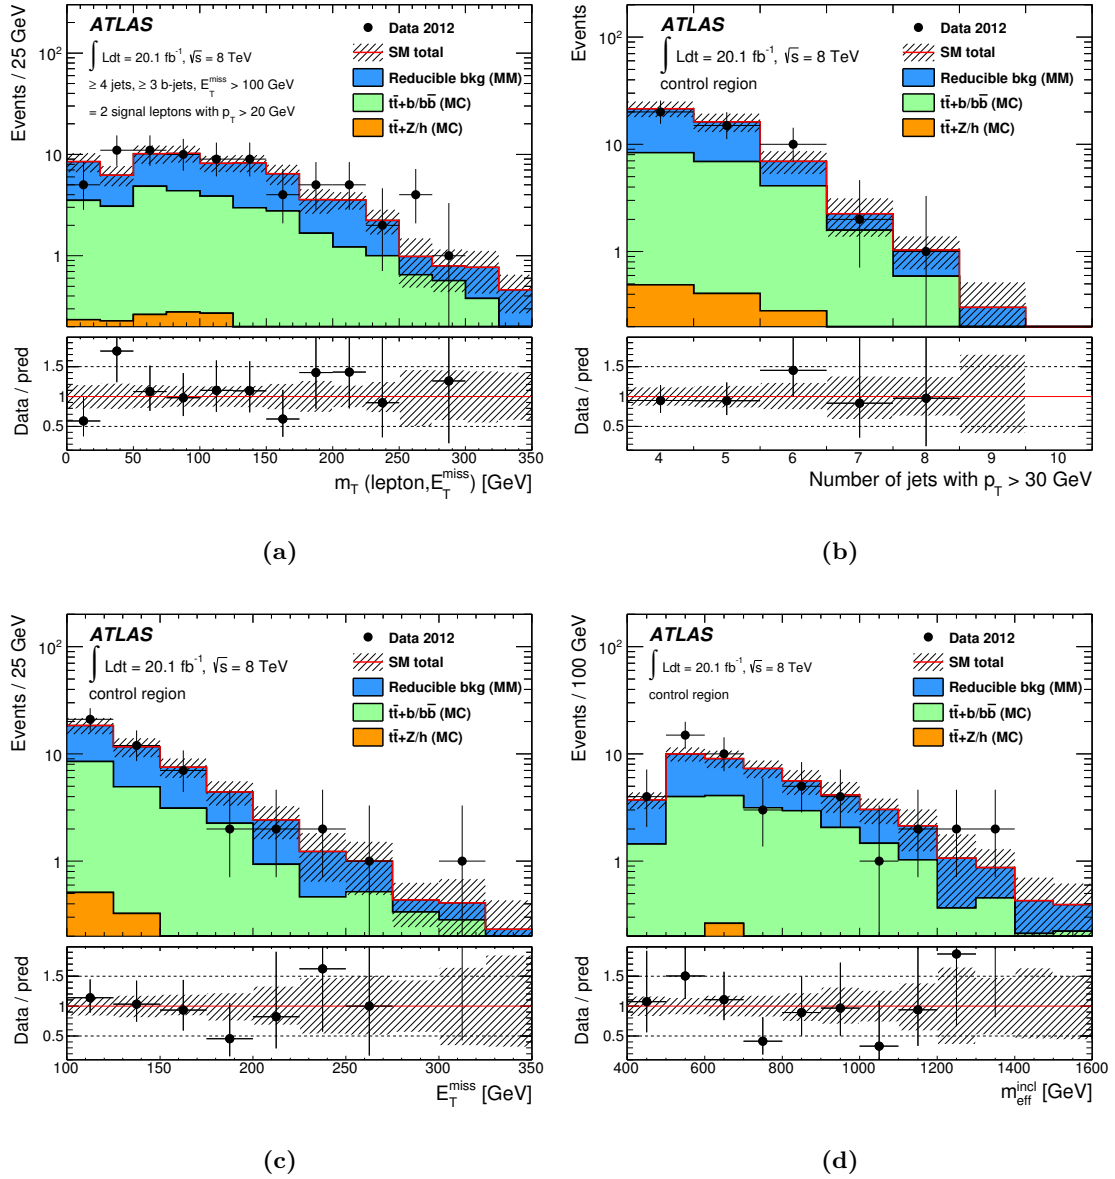 ATLAS
∫ Ldt = 20.1 fb⁻¹, √s = 8 TeV
≥ 4 jets, ≥ 3 b-jets, E_T^miss > 100 GeV
= 2 signal leptons with p_T > 20 GeV
Data 2012
SM total
Reducible bkg (MM)
tt̄+b/bb̄ (MC)
tt̄+Z/h (MC)
Events / 25 GeV
10²
10
1
Data / pred
1.5
1
0.5
0 50 100 150 200 250 300 350
m_T (lepton,E_T^miss) [GeV]
(a)
ATLAS
∫ Ldt = 20.1 fb⁻¹, √s = 8 TeV
control region
Data 2012
SM total
Reducible bkg (MM)
tt̄+b/bb̄ (MC)
tt̄+Z/h (MC)
Events
10²
10
1
Data / pred
1.5
1
0.5
4 5 6 7 8 9 10
Number of jets with p_T > 30 GeV
(b)
ATLAS
∫ Ldt = 20.1 fb⁻¹, √s = 8 TeV
control region
Data 2012
SM total
Reducible bkg (MM)
tt̄+b/bb̄ (MC)
tt̄+Z/h (MC)
Events / 25 GeV
10²
10
1
Data / pred
1.5
1
0.5
100 150 200 250 300 350
E_T^miss [GeV]
(c)
ATLAS
∫ Ldt = 20.1 fb⁻¹, √s = 8 TeV
control region
Data 2012
SM total
Reducible bkg (MM)
tt̄+b/bb̄ (MC)
tt̄+Z/h (MC)
Events / 100 GeV
10²
10
1
Data / pred
1.5
1
0.5
400 600 800 1000 1200 1400 1600
m_eff^incl [GeV]
(d)